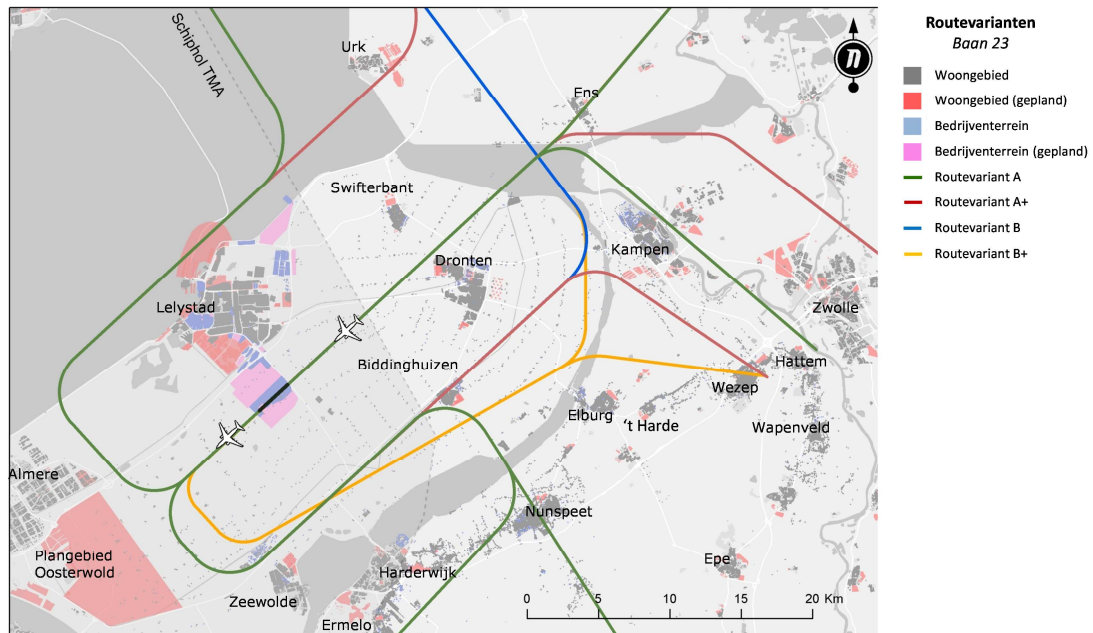 Schiphol TMA
Urk
Ens
Swifterbant
Kampen
Dronten
Lelystad
Zwolle
Biddinghuizen
Hattem
Wezep
Elburg
't Harde
Wapenveld
Almere
Nunspeet
Plangebied
Oosterwold
Epe
Harderwijk
Zeewolde
Ermelo
0 5 10 15 20 Km
Routevarianten
Baan 23
Woongebied
Woongebied (gepland)
Bedrijventerrein
Bedrijventerrein (gepland)
Routevariant A
Routevariant A+
Routevariant B
Routevariant B+